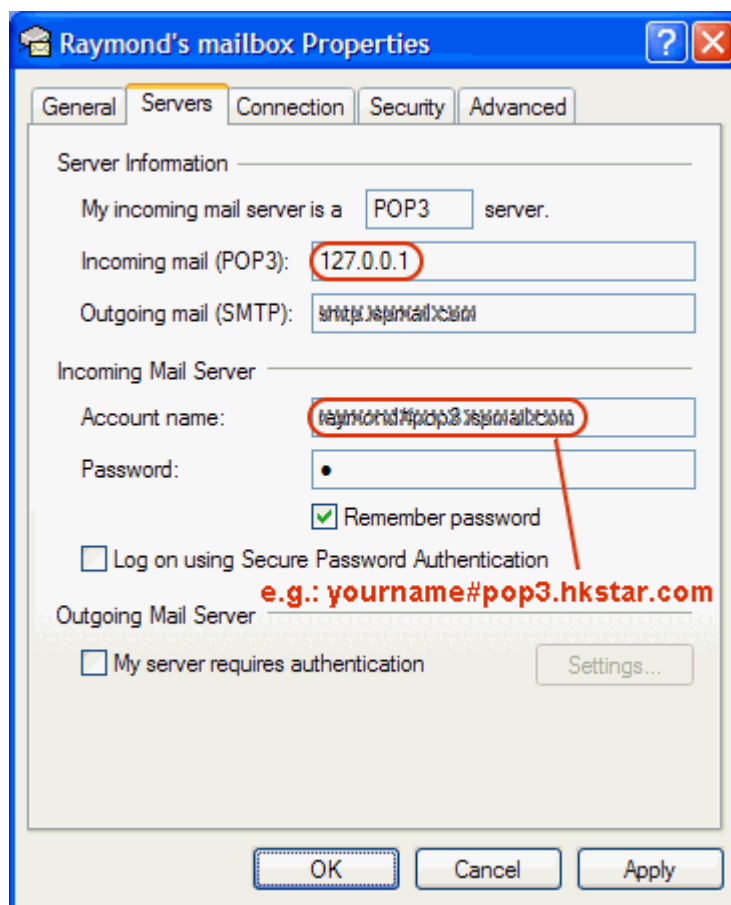 Raymond's mailbox Properties
General Servers Connection Security Advanced
Server Information
My incoming mail server is a POP3 server.
Incoming mail (POP3): 127.0.0.1
Outgoing mail (SMTP):
Incoming Mail Server
Account name:
Password: ●
Remember password
Log on using Secure Password Authentication
e.g.: yourname#pop3.hkstar.com
Outgoing Mail Server
My server requires authentication Settings...
OK Cancel Apply